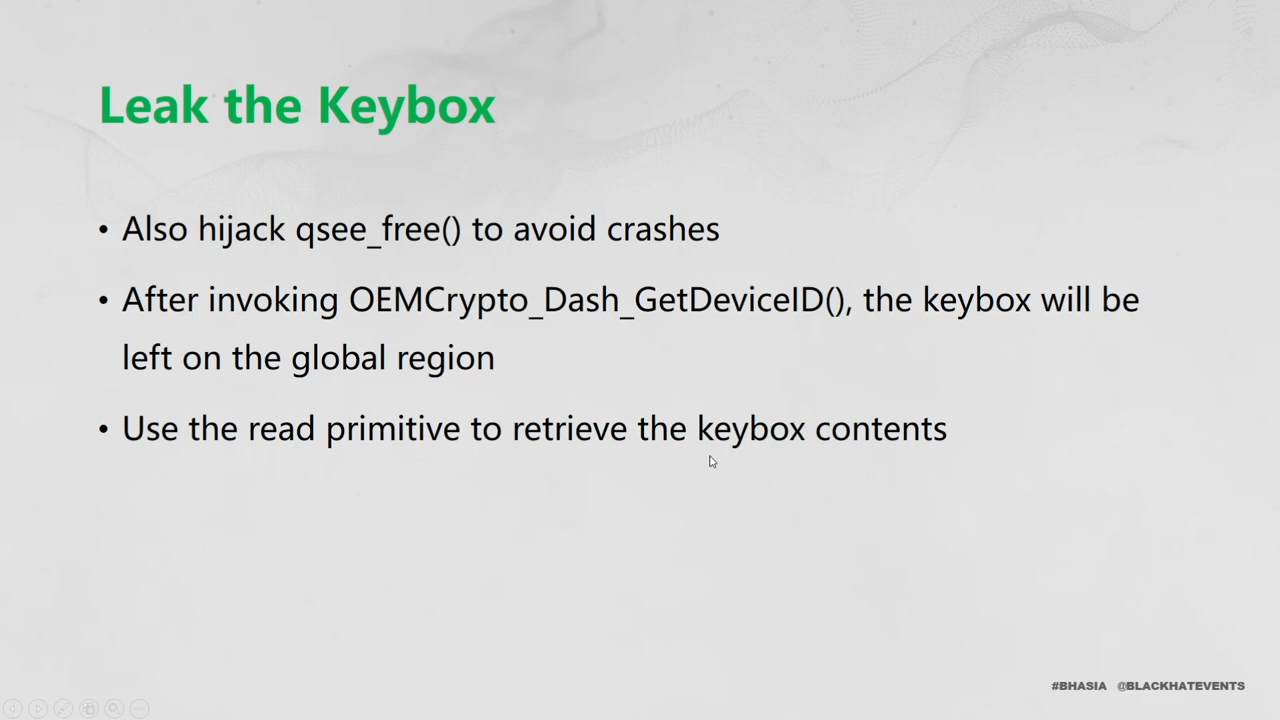 Leak the Keybox
• Also hijack qsee_free() to avoid crashes
• After invoking OEMCrypto_Dash_GetDeviceID(), the keybox will be
left on the global region
• Use the read primitive to retrieve the keybox contents
#BHASIA @BLACKHATEVENTS